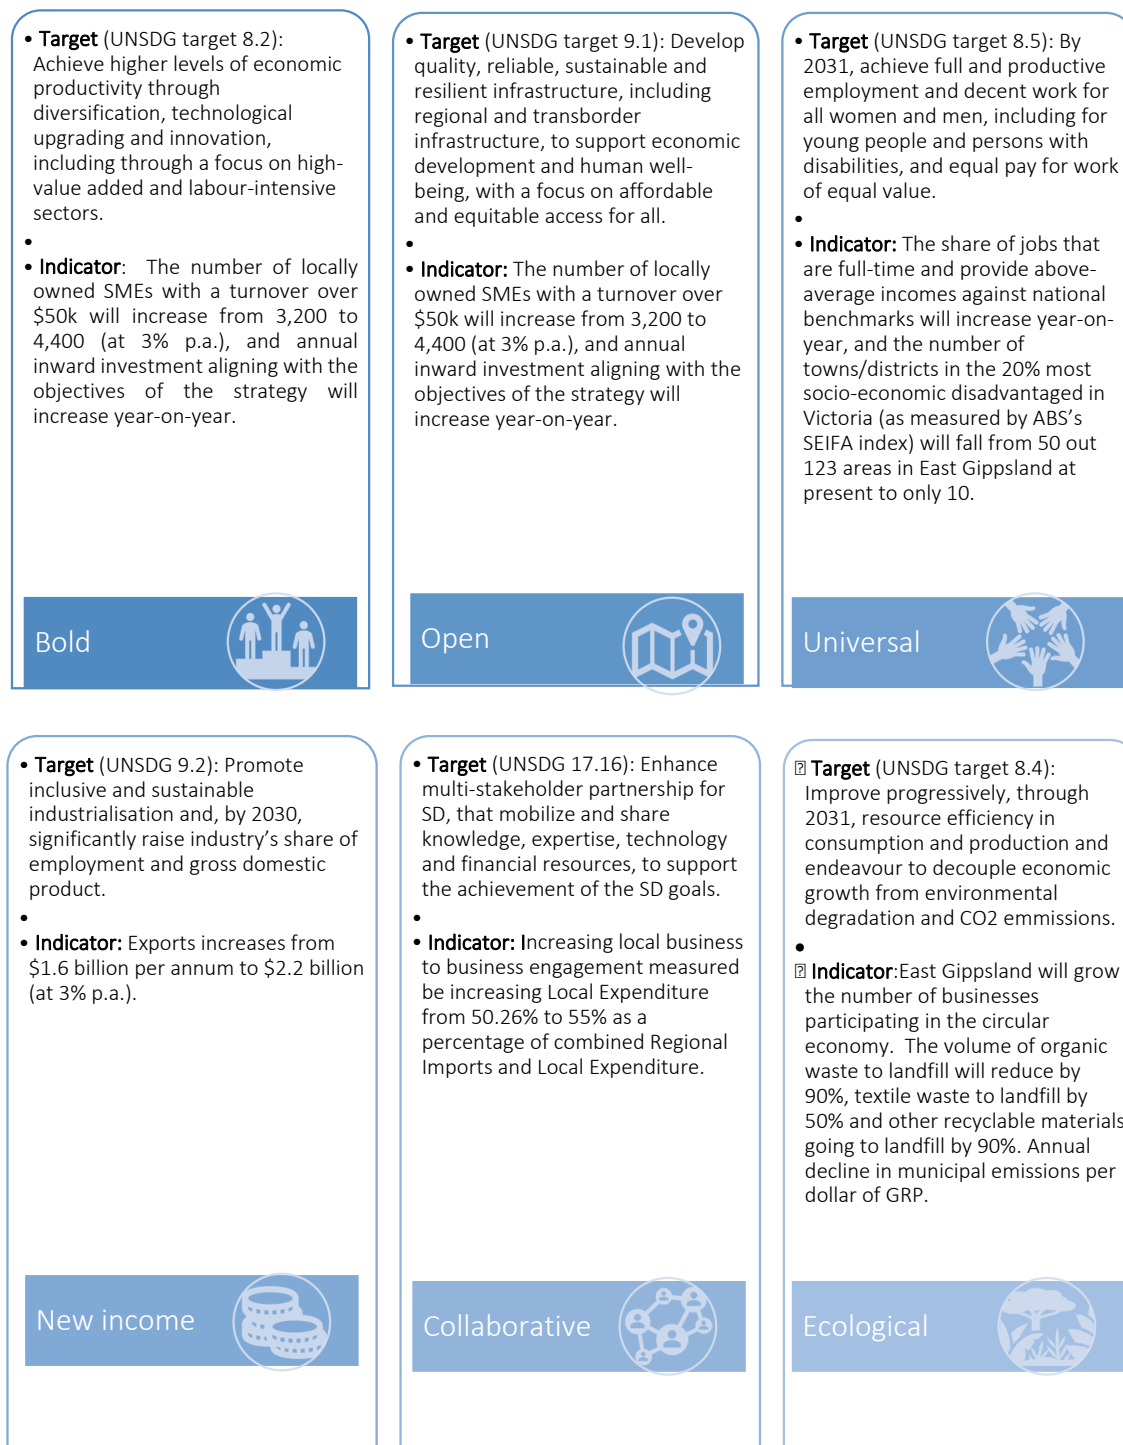 • Target (UNSDG target 8.2):
Achieve higher levels of economic
productivity through
diversification, technological
upgrading and innovation,
including through a focus on high-
value added and labour-intensive
sectors.
•
• Indicator: The number of locally
owned SMEs with a turnover over
$50k will increase from 3,200 to
4,400 (at 3% p.a.), and annual
inward investment aligning with the
objectives of the strategy will
increase year-on-year.
Bold
• Target (UNSDG target 9.1): Develop
quality, reliable, sustainable and
resilient infrastructure, including
regional and transborder
infrastructure, to support economic
development and human well-
being, with a focus on affordable
and equitable access for all.
•
• Indicator: The number of locally
owned SMEs with a turnover over
$50k will increase from 3,200 to
4,400 (at 3% p.a.), and annual
inward investment aligning with the
objectives of the strategy will
increase year-on-year.
Open
• Target (UNSDG target 8.5): By
2031, achieve full and productive
employment and decent work for
all women and men, including for
young people and persons with
disabilities, and equal pay for work
of equal value.
•
• Indicator: The share of jobs that
are full-time and provide above-
average incomes against national
benchmarks will increase year-on-
year, and the number of
towns/districts in the 20% most
socio-economic disadvantaged in
Victoria (as measured by ABS’s
SEIFA index) will fall from 50 out
123 areas in East Gippsland at
present to only 10.
Universal
• Target (UNSDG 9.2): Promote
inclusive and sustainable
industrialisation and, by 2030,
significantly raise industry’s share of
employment and gross domestic
product.
•
• Indicator: Exports increases from
$1.6 billion per annum to $2.2 billion
(at 3% p.a.).
New income
• Target (UNSDG 17.16): Enhance
multi-stakeholder partnership for
SD, that mobilize and share
knowledge, expertise, technology
and financial resources, to support
the achievement of the SD goals.
•
• Indicator: Increasing local business
to business engagement measured
be increasing Local Expenditure
from 50.26% to 55% as a
percentage of combined Regional
Imports and Local Expenditure.
Collaborative
Target (UNSDG target 8.4):
Improve progressively, through
2031, resource efficiency in
consumption and production and
endeavour to decouple economic
growth from environmental
degradation and CO2 emmissions.
•
Indicator:East Gippsland will grow
the number of businesses
participating in the circular
economy. The volume of organic
waste to landfill will reduce by
90%, textile waste to landfill by
50% and other recyclable materials
going to landfill by 90%. Annual
decline in municipal emissions per
dollar of GRP.
Ecological